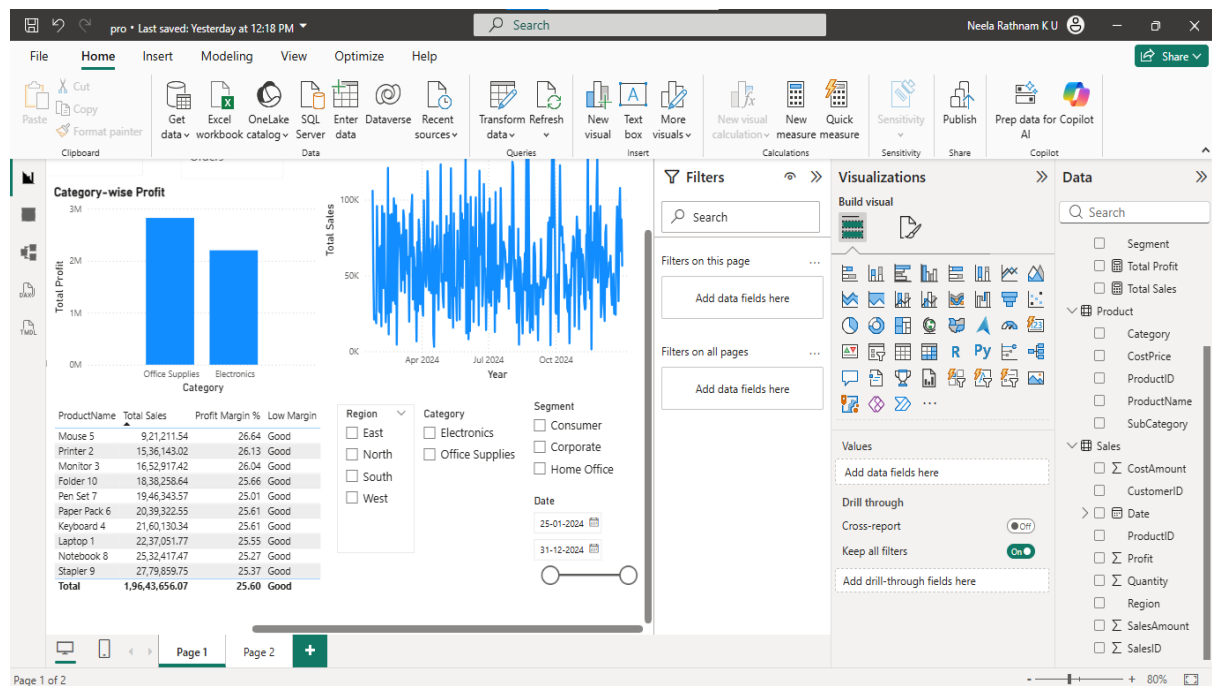 pro • Last saved: Yesterday at 12:18 PM
Search
Neela Rathnam K U
File Home Insert Modeling View Optimize Help
Share
Paste
Cut
Copy
Format painter
Clipboard
Get data
Excel workbook
OneLake catalog
SQL Server
Enter data
Dataverse
Recent sources
Data
Transform data
Refresh
Queries
New visual
Text box
More visuals
Insert
New visual calculation
New measure
Quick measure
Calculations
Sensitivity
Sensitivity
Publish
Share
Prep data for AI
Copilot
Copilot
DAX
TMDL
Orders
Category-wise Profit
Total Profit
3M
2M
1M
0M
Office Supplies Electronics
Category
Total Sales
100K
50K
0K
Apr 2024 Jul 2024 Oct 2024
Year
ProductName Total Sales Profit Margin % Low Margin
Mouse 5 9,21,211.54 26.64 Good
Printer 2 15,36,143.02 26.13 Good
Monitor 3 16,52,917.42 26.04 Good
Folder 10 18,38,258.64 25.66 Good
Pen Set 7 19,46,343.57 25.01 Good
Paper Pack 6 20,39,322.55 25.61 Good
Keyboard 4 21,60,130.34 25.61 Good
Laptop 1 22,37,051.77 25.55 Good
Notebook 8 25,32,417.47 25.27 Good
Stapler 9 27,79,859.75 25.37 Good
Total 1,96,43,656.07 25.60 Good
Region
East
North
South
West
Category
Electronics
Office Supplies
Segment
Consumer
Corporate
Home Office
Date
25-01-2024
31-12-2024
Filters
Search
Filters on this page ...
Add data fields here
Filters on all pages ...
Add data fields here
Visualizations
Build visual
123
R Py
...
Values
Add data fields here
Drill through
Cross-report Off
Keep all filters On
Add drill-through fields here
Data
Search
Segment
Total Profit
Total Sales
Product
Category
CostPrice
ProductID
ProductName
SubCategory
Sales
CostAmount
CustomerID
Date
ProductID
Profit
Quantity
Region
SalesAmount
SalesID
Page 1 Page 2 +
Page 1 of 2
- + 80%